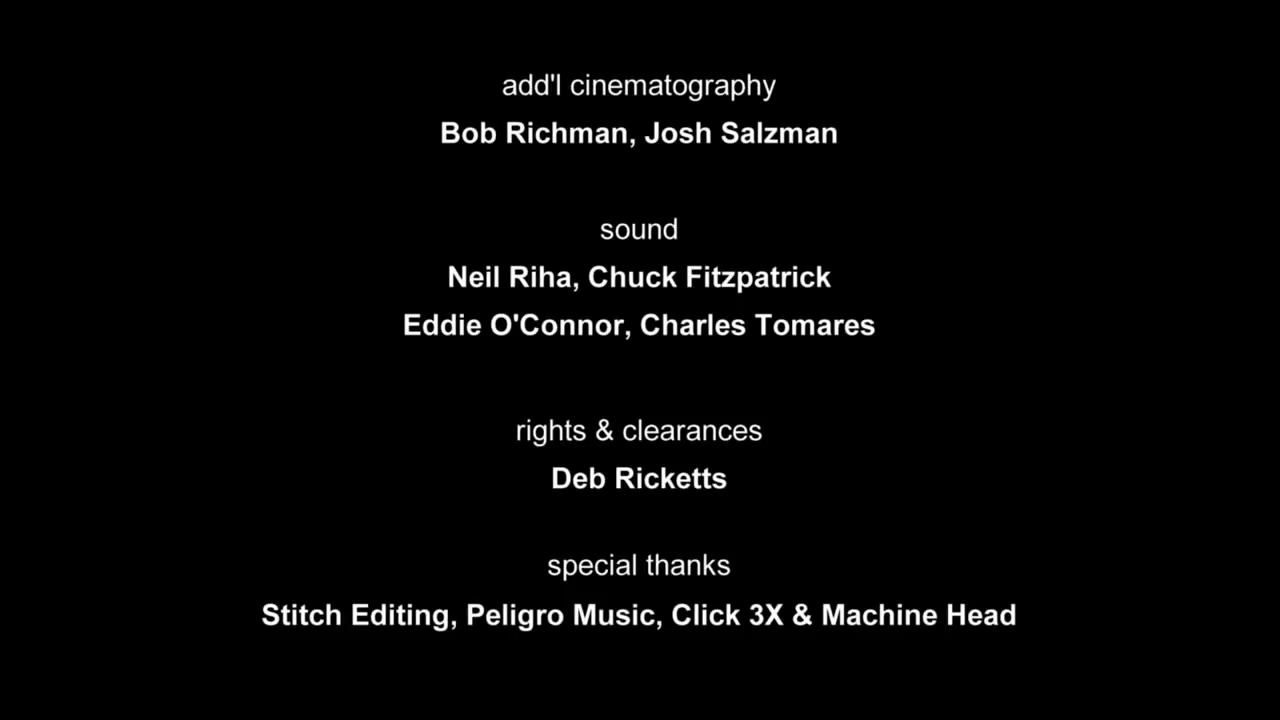 add'l cinematography
Bob Richman, Josh Salzman
sound
Neil Riha, Chuck Fitzpatrick
Eddie O'Connor, Charles Tomares
rights & clearances
Deb Ricketts
special thanks
Stitch Editing, Peligro Music, Click 3X & Machine Head